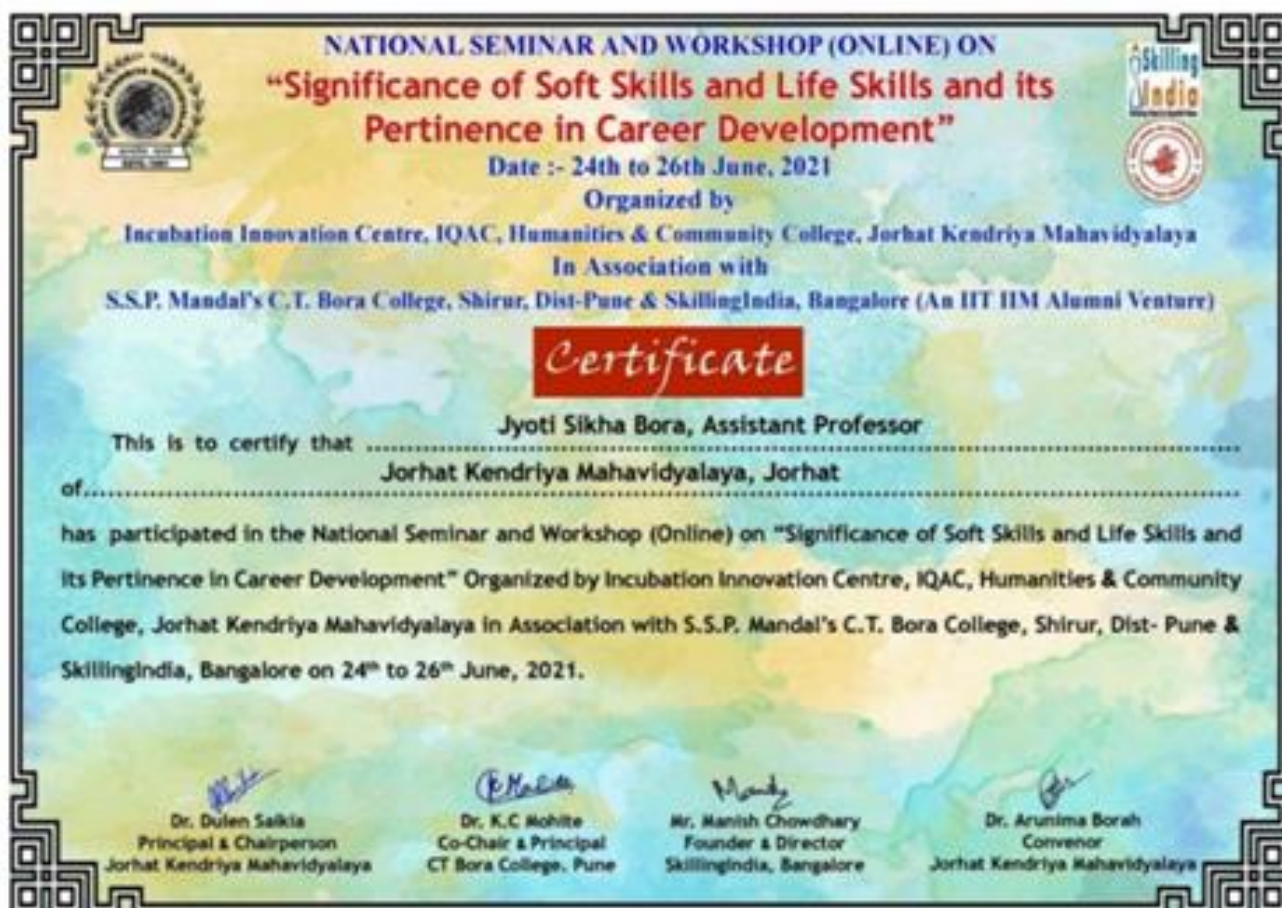 NATIONAL SEMINAR AND WORKSHOP (ONLINE) ON
“Significance of Soft Skills and Life Skills and its
Pertinence in Career Development”
Date :- 24th to 26th June, 2021
Organized by
Incubation Innovation Centre, IQAC, Humanities & Community College, Jorhat Kendriya Mahavidyalaya
In Association with
S.S.P. Mandal's C.T. Bora College, Shirur, Dist-Pune & SkillingIndia, Bangalore (An IIT IIM Alumni Venture)
Skilling
India
Certificate
This is to certify that Jyoti Sikha Bora, Assistant Professor
of Jorhat Kendriya Mahavidyalaya, Jorhat
has participated in the National Seminar and Workshop (Online) on “Significance of Soft Skills and Life Skills and
its Pertinence in Career Development” Organized by Incubation Innovation Centre, IQAC, Humanities & Community
College, Jorhat Kendriya Mahavidyalaya in Association with S.S.P. Mandal's C.T. Bora College, Shirur, Dist- Pune &
SkillingIndia, Bangalore on 24th to 26th June, 2021.
Dr. Dulen Saikia
Principal & Chairperson
Jorhat Kendriya Mahavidyalaya
Dr. K.C Mohite
Co-Chair & Principal
CT Bora College, Pune
Mr. Manish Chowdhary
Founder & Director
SkillingIndia, Bangalore
Dr. Arunima Borah
Convenor
Jorhat Kendriya Mahavidyalaya